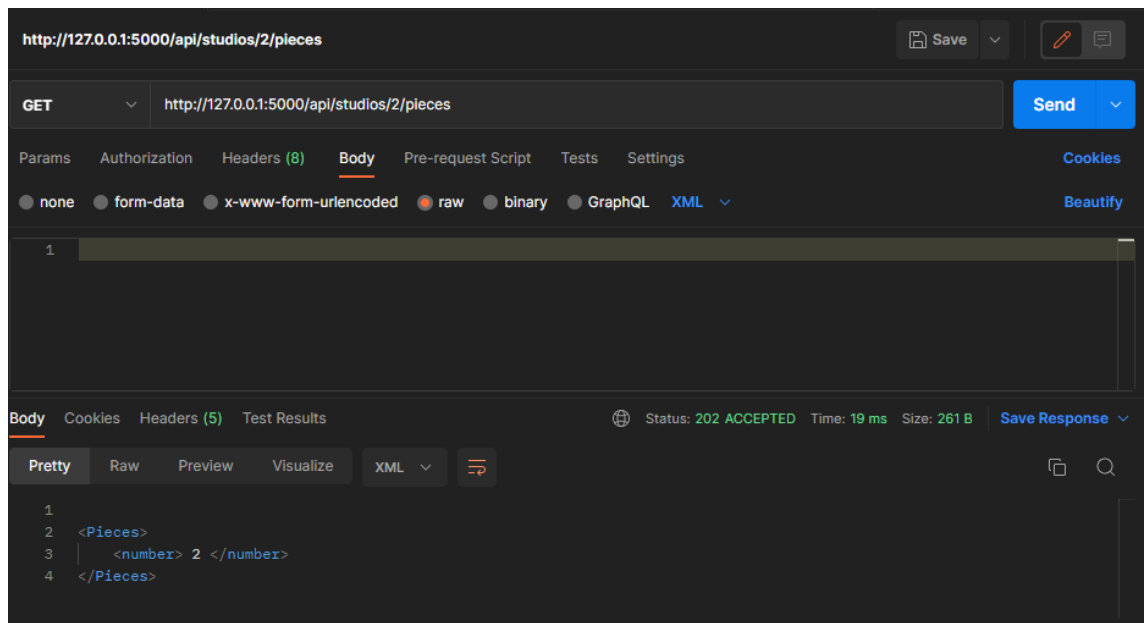 http://127.0.0.1:5000/api/studios/2/pieces
Save
GET http://127.0.0.1:5000/api/studios/2/pieces Send
Params Authorization Headers (8) Body Pre-request Script Tests Settings Cookies
none form-data x-www-form-urlencoded raw binary GraphQL XML Beautify
1
Body Cookies Headers (5) Test Results Status: 202 ACCEPTED Time: 19 ms Size: 261 B Save Response
Pretty Raw Preview Visualize XML
1
2 <Pieces>
3 <number> 2 </number>
4 </Pieces>